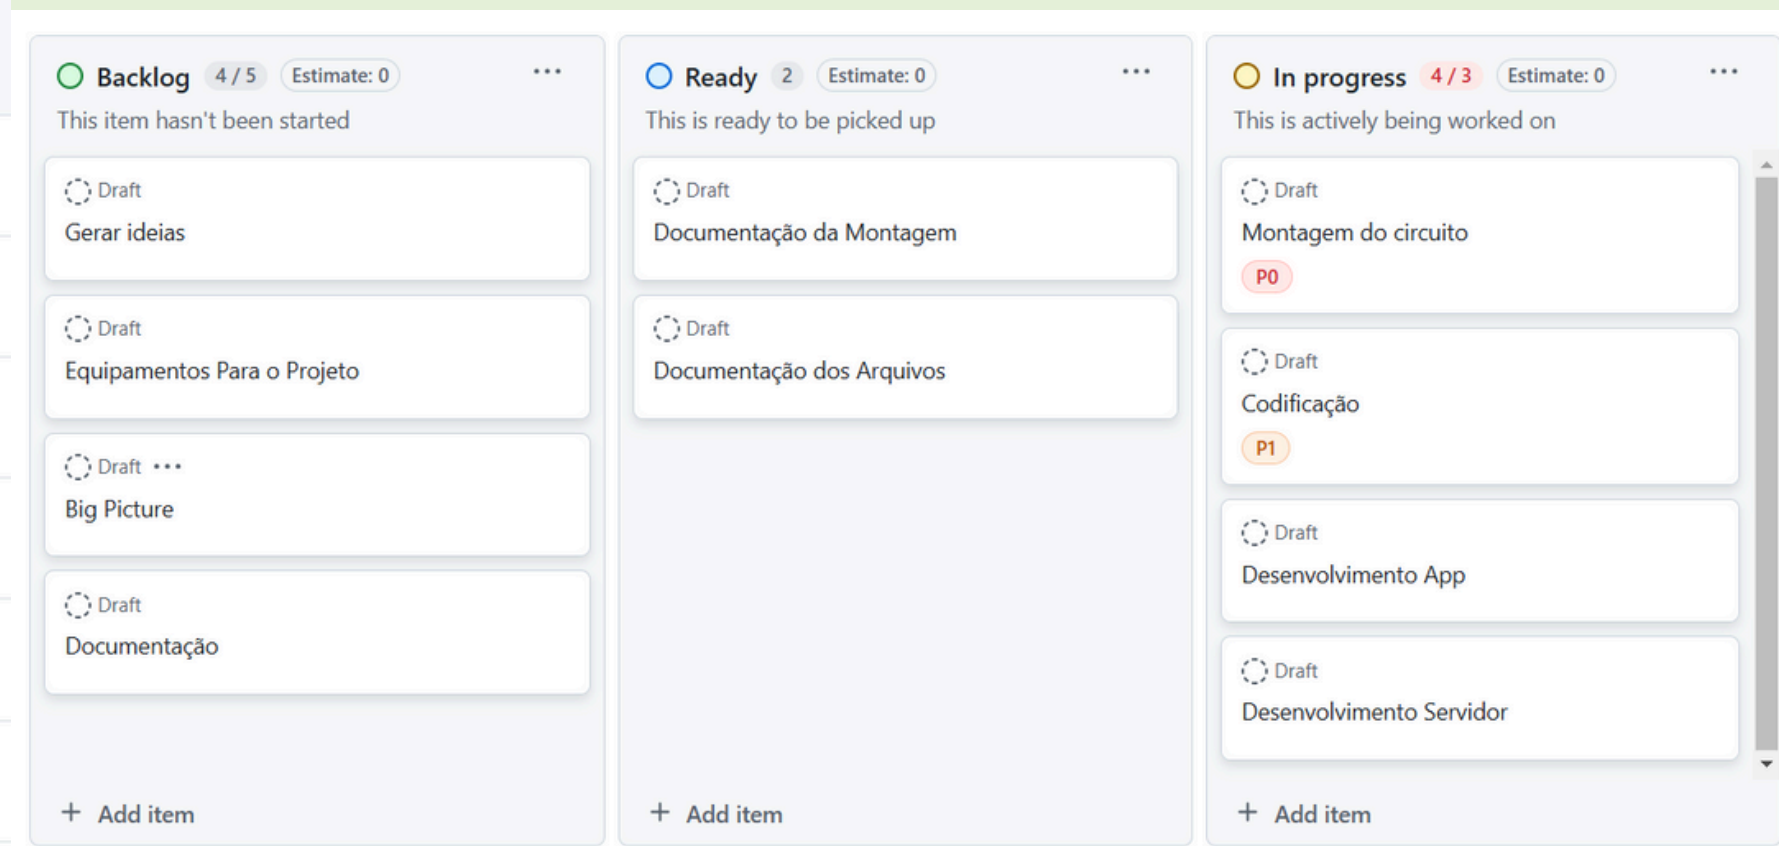 Backlog 4 / 5 Estimate: 0
This item hasn't been started
Draft
Gerar ideias
Draft
Equipamentos Para o Projeto
Draft
Big Picture
Draft
Documentação
+ Add item
Ready 2 Estimate: 0
This is ready to be picked up
Draft
Documentação da Montagem
Draft
Documentação dos Arquivos
+ Add item
In progress 4 / 3 Estimate: 0
This is actively being worked on
Draft
Montagem do circuito
P0
Draft
Codificação
P1
Draft
Desenvolvimento App
Draft
Desenvolvimento Servidor
+ Add item